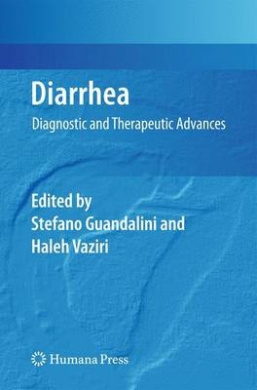 Diarrhea
Diagnostic and Therapeutic Advances
Edited by
Stefano Guandalini and
Haleh Vaziri
Humana Press